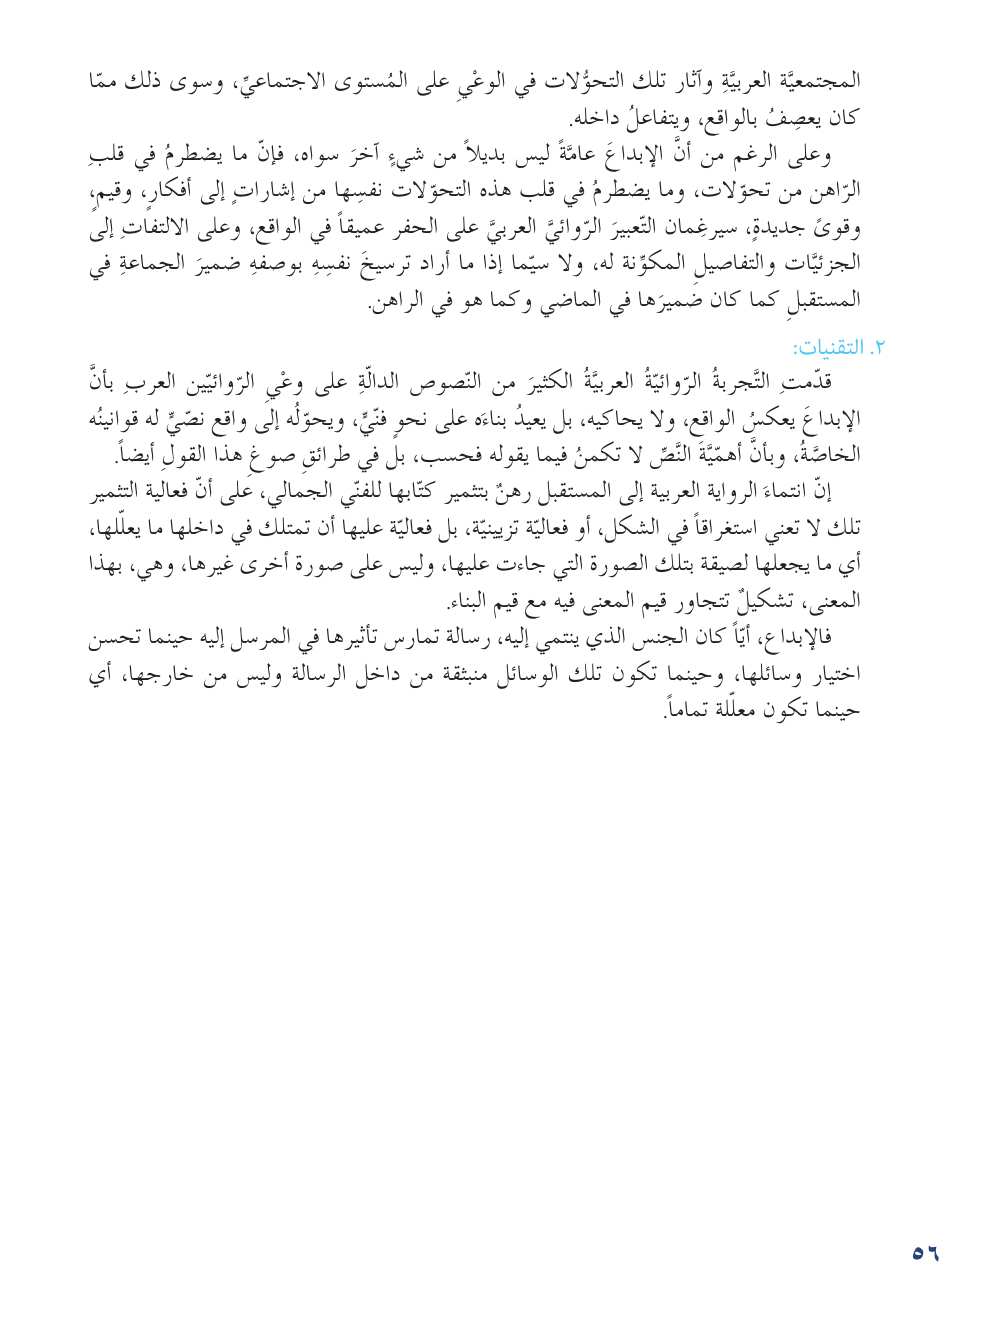 المجتمعيَّة العربيَّةِ وآثار تلك التحوُّلات في الوعْيِ على المُستوى الاجتماعيِّ، وسوى ذلك ممّا
كان يعصِفُ بالواقع، ويتفاعلُ داخله.
وعلى الرغم من أنَّ الإبداعَ عامَّةً ليس بديلاً من شيءٍ آخرَ سواه، فإنّ ما يضطرمُ في قلبِ
الرّاهن من تحوّلات، وما يضطرمُ في قلب هذه التحوّلات نفسِها من إشاراتٍ إلى أفكارٍ، وقيمٍ،
وقوىً جديدةٍ، سيرغِمان التّعبيرَ الرّوائيَّ العربيَّ على الحفر عميقاً في الواقع، وعلى الالتفاتِ إلى
الجزئيَّات والتفاصيلِ المكوِّنة له، ولا سيّما إذا ما أراد ترسيخَ نفسِهِ بوصفهِ ضميرَ الجماعةِ في
المستقبلِ كما كان ضميرَها في الماضي وكما هو في الراهن.
٢. التقنيات:
قدّمتِ التَّجربةُ الرّوائيّةُ العربيَّةُ الكثيرَ من النّصوص الدالّةِ على وعْيِ الرّوائيّين العربِ بأنَّ
الإبداعَ يعكسُ الواقع، ولا يحاكيه، بل يعيدُ بناءَه على نحوٍ فنّيٍّ، ويحوّلُه إلى واقع نصّيٍّ له قوانينُه
الخاصَّةُ، وبأنَّ أهمّيَّةَ النَّصِّ لا تكمنُ فيما يقوله فحسب، بل في طرائقِ صوغِ هذا القولِ أيضاً.
إنّ انتماءَ الرواية العربية إلى المستقبل رهنٌ بتثمير كتّابها للفنّي الجمالي، على أنّ فعالية التثمير
تلك لا تعني استغراقاً في الشكل، أو فعاليّة تزيينيّة، بل فعاليّة عليها أن تمتلك في داخلها ما يعلّلها،
أي ما يجعلها لصيقة بتلك الصورة التي جاءت عليها، وليس على صورة أخرى غيرها، وهي، بهذا
المعنى، تشكيلٌ تتجاور قيم المعنى فيه مع قيم البناء.
فالإبداع، أيّاً كان الجنس الذي ينتمي إليه، رسالة تمارس تأثيرها في المرسل إليه حينما تحسن
اختيار وسائلها، وحينما تكون تلك الوسائل منبثقة من داخل الرسالة وليس من خارجها، أي
حينما تكون معلّلة تماماً.
٥٦